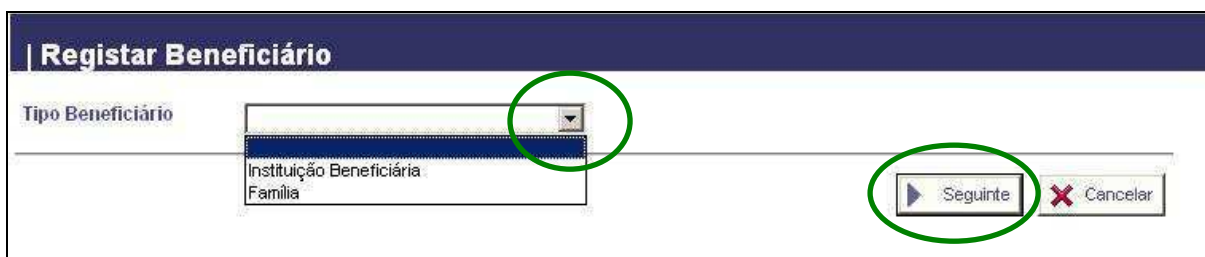 | Registar Beneficiário
Tipo Beneficiário
Instituição Beneficiária
Família
Seguinte
Cancelar